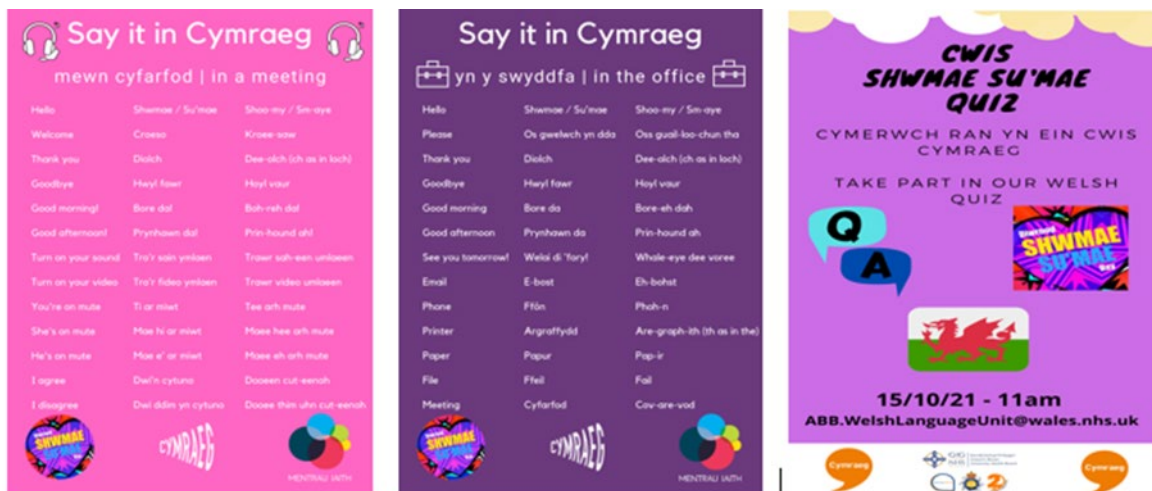 Say it in Cymraeg
mewn cyfarfod | in a meeting
Hello Shwmae / Su'mae Shoo-my / Sm-aye
Welcome Croeso Kroee-saw
Thank you Diolch Dee-olch (ch as in loch)
Goodbye Hwyl fawr Hoyl vaur
Good morning! Bore da! Boh-reh da!
Good afternoon! Prynhawn da! Prin-hound ah!
Turn on your sound Tro'r sain ymlaen Trawr sah-een umlaeen
Turn on your video Tro'r fideo ymlaen Trawr video umlaeen
You're on mute Ti ar miwt Tee arh mute
She's on mute Mae hi ar miwt Maee hee arh mute
He's on mute Mae e' ar miwt Maee eh arh mute
I agree Dwi'n cytuno Dooeen cut-eenoh
I disagree Dwi ddim yn cytuno Dooee thim uhn cut-eenoh
SHWMAE
SU'MAE
CYMRAEG
MENTRAU IAITH
Say it in Cymraeg
yn y swyddfa | in the office
Hello Shwmae / Su'mae Shoo-my / Sm-aye
Please Os gwelwch yn dda Oss guail-loo-chun tha
Thank you Diolch Dee-olch (ch as in loch)
Goodbye Hwyl fawr Hoyl vaur
Good morning Bore da Bore-eh dah
Good afternoon Prynhawn da Prin-hound ah
See you tomorrow! Welai di 'fory! Whale-eye dee voree
Email E-bost Eh-bohst
Phone Ffôn Phoh-n
Printer Argraffydd Are-graph-ith (th as in the)
Paper Papur Pap-ir
File Ffeil Fail
Meeting Cyfarfod Cov-are-vod
SHWMAE
SU'MAE
CYMRAEG
MENTRAU IAITH
CWIS
SHWMAE SU'MAE
QUIZ
CYMERWCH RAN YN EIN CWIS
CYMRAEG
TAKE PART IN OUR WELSH
QUIZ
Q
A
SHWMAE
SU'MAE
15/10/21 - 11am
ABB.WelshLanguageUnit@wales.nhs.uk
Cymraeg
GIG
NHS
Cymraeg